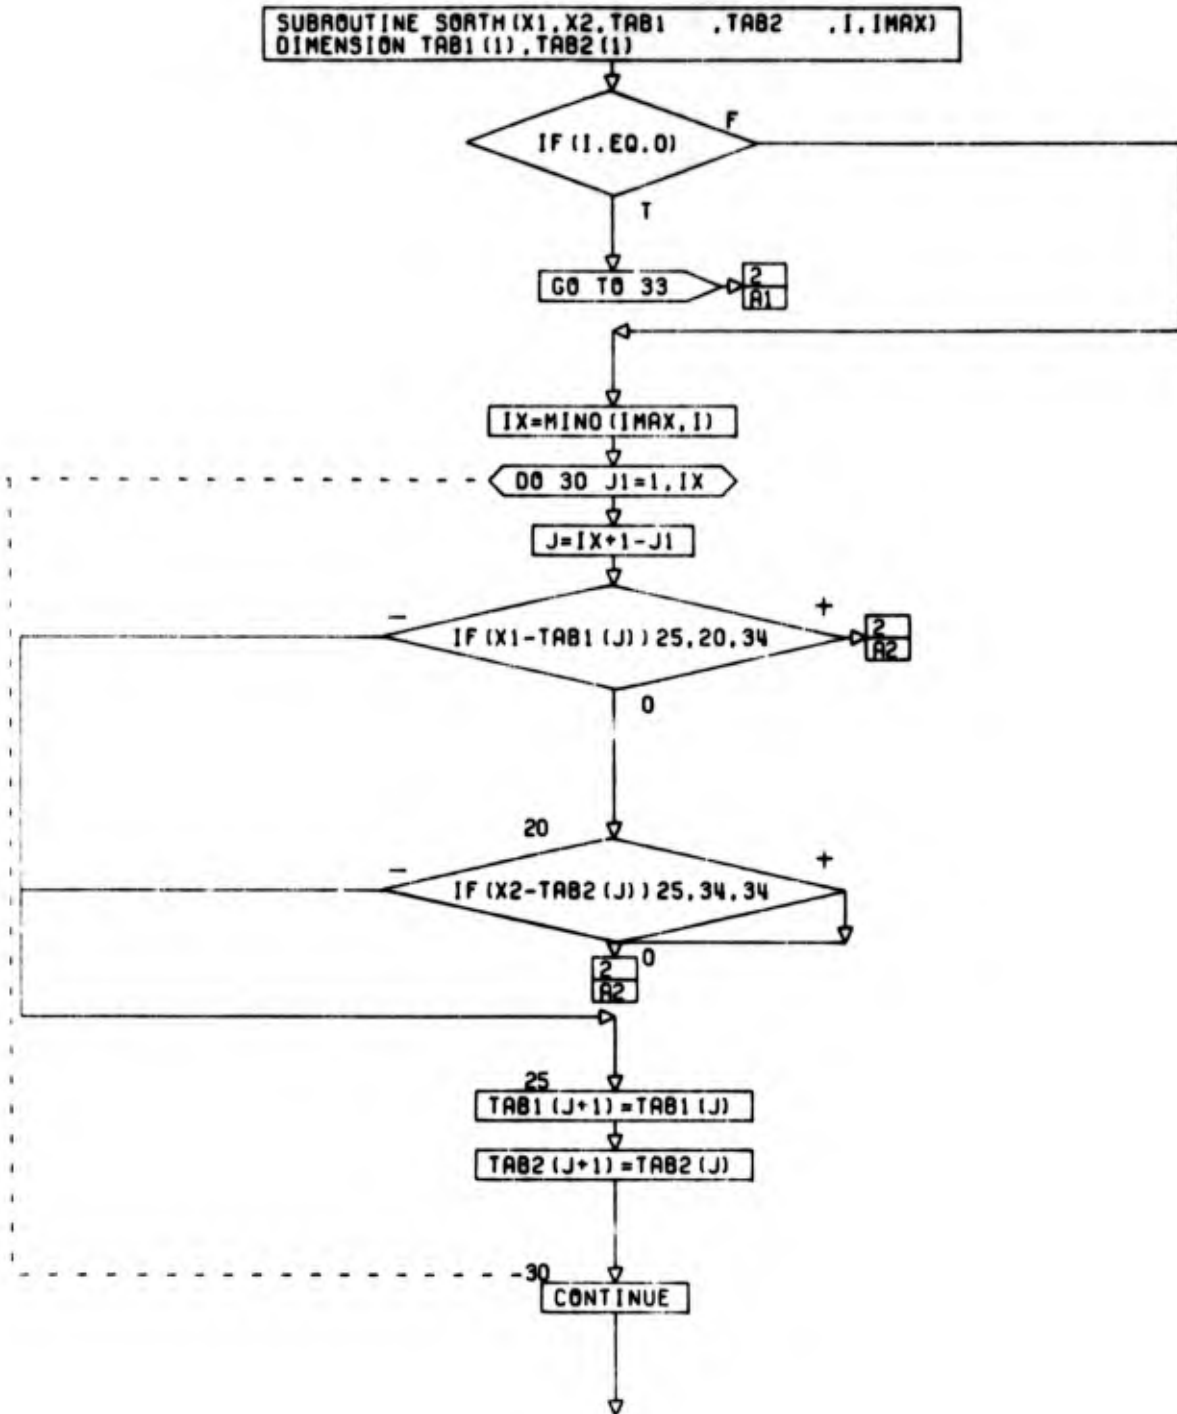 SUBROUTINE SORTH(X1,X2,TAB1   ,TAB2   ,I,IMAX)
DIMENSION TAB1(1),TAB2(1)
F
IF(I.EQ.0)
T
GO TO 33
2
A1
IX=MINO(IMAX,I)
DO 30 J1=1,IX
J=IX+1-J1
-
+
IF(X1-TAB1(J))25,20,34
2
A2
0
20
-
+
IF(X2-TAB2(J))25,34,34
0
2
A2
25
TAB1(J+1)=TAB1(J)
TAB2(J+1)=TAB2(J)
30
CONTINUE